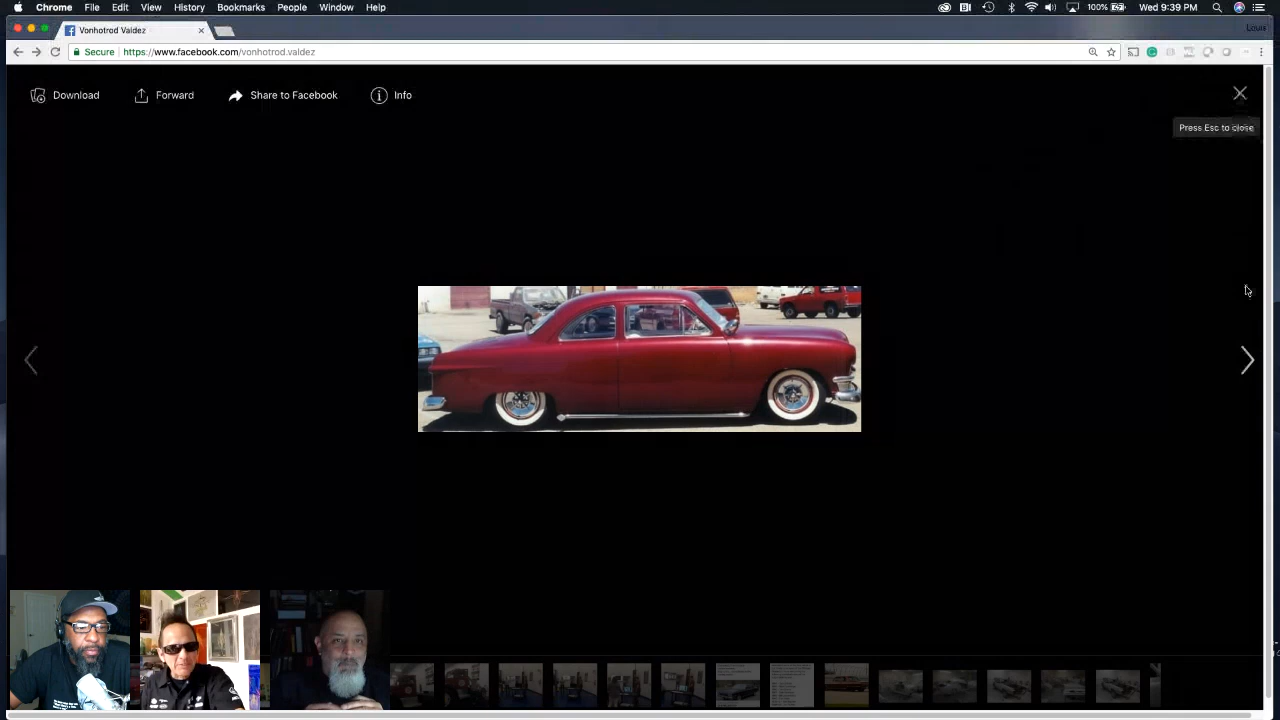 Chrome File Edit View History Bookmarks People Window Help 100% Wed 9:39 PM
Vonhotrod Valdez
Louis
Secure https://www.facebook.com/vonhotrod.valdez
Download Forward Share to Facebook Info
Press Esc to close